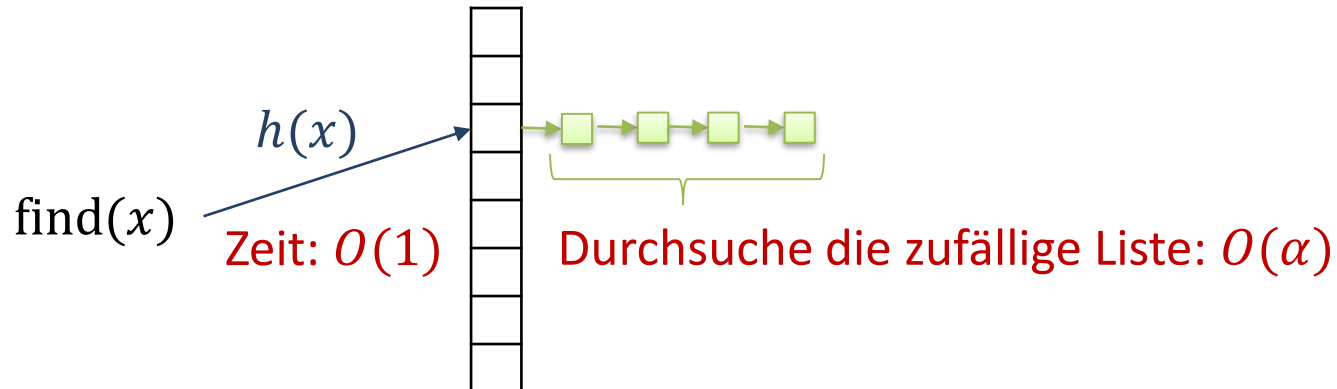 h(x)
find(x)
Zeit: O(1)
Durchsuche die zufällige Liste: O(α)